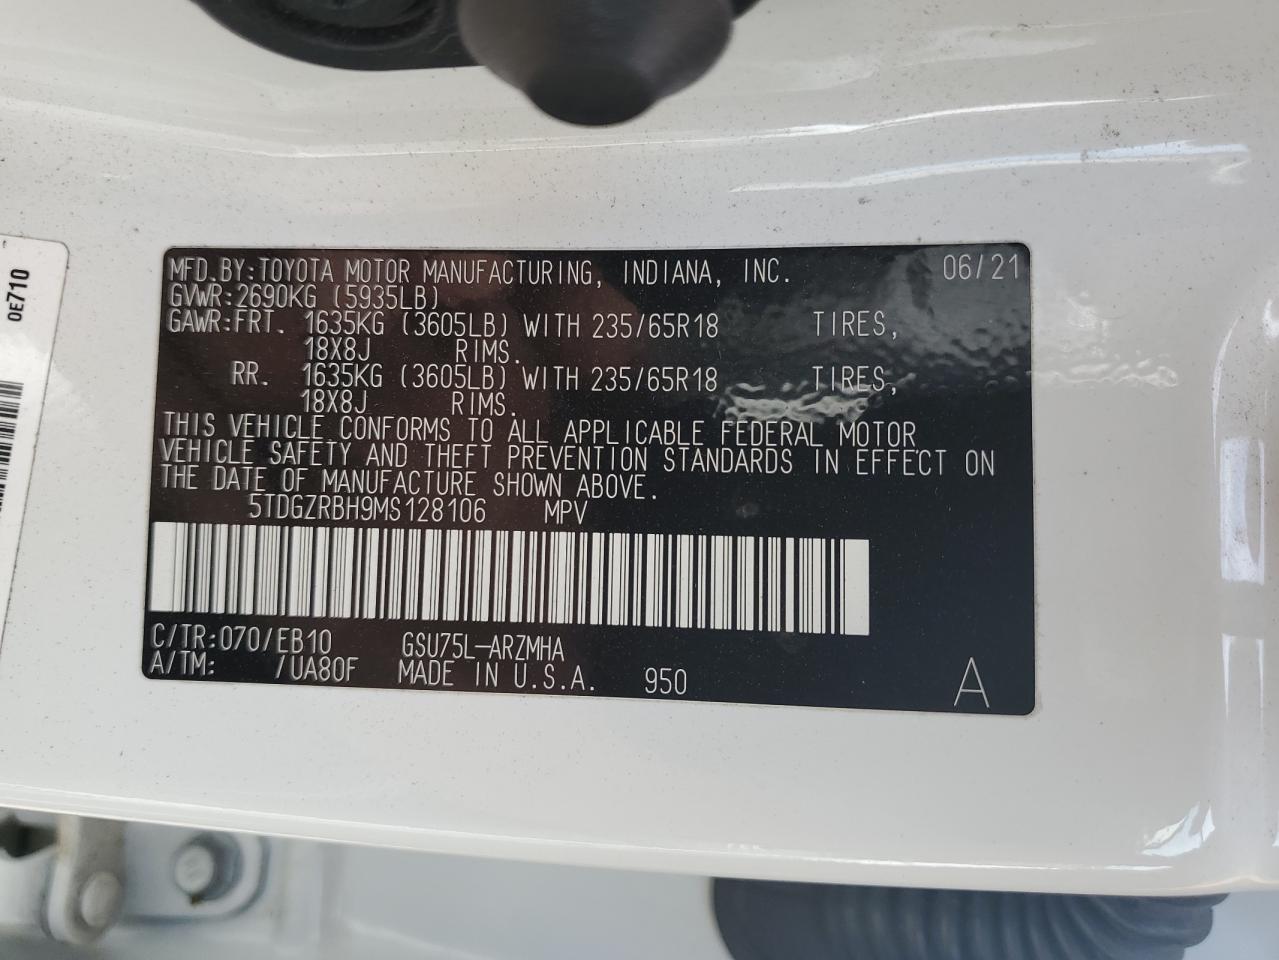 MFD.BY:TOYOTA MOTOR MANUFACTURING, INDIANA, INC. 06/21
GVWR:2690KG (5935LB)
GAWR:FRT. 1635KG (3605LB) WITH 235/65R18 TIRES,
18X8J RIMS.
RR. 1635KG (3605LB) WITH 235/65R18 TIRES,
18X8J RIMS.
THIS VEHICLE CONFORMS TO ALL APPLICABLE FEDERAL MOTOR
VEHICLE SAFETY AND THEFT PREVENTION STANDARDS IN EFFECT ON
THE DATE OF MANUFACTURE SHOWN ABOVE.
5TDGZRBH9MS128106 MPV
C/TR:070/EB10 GSU75L-ARZMHA
A/TM: /UA80F MADE IN U.S.A. 950 A
0E710